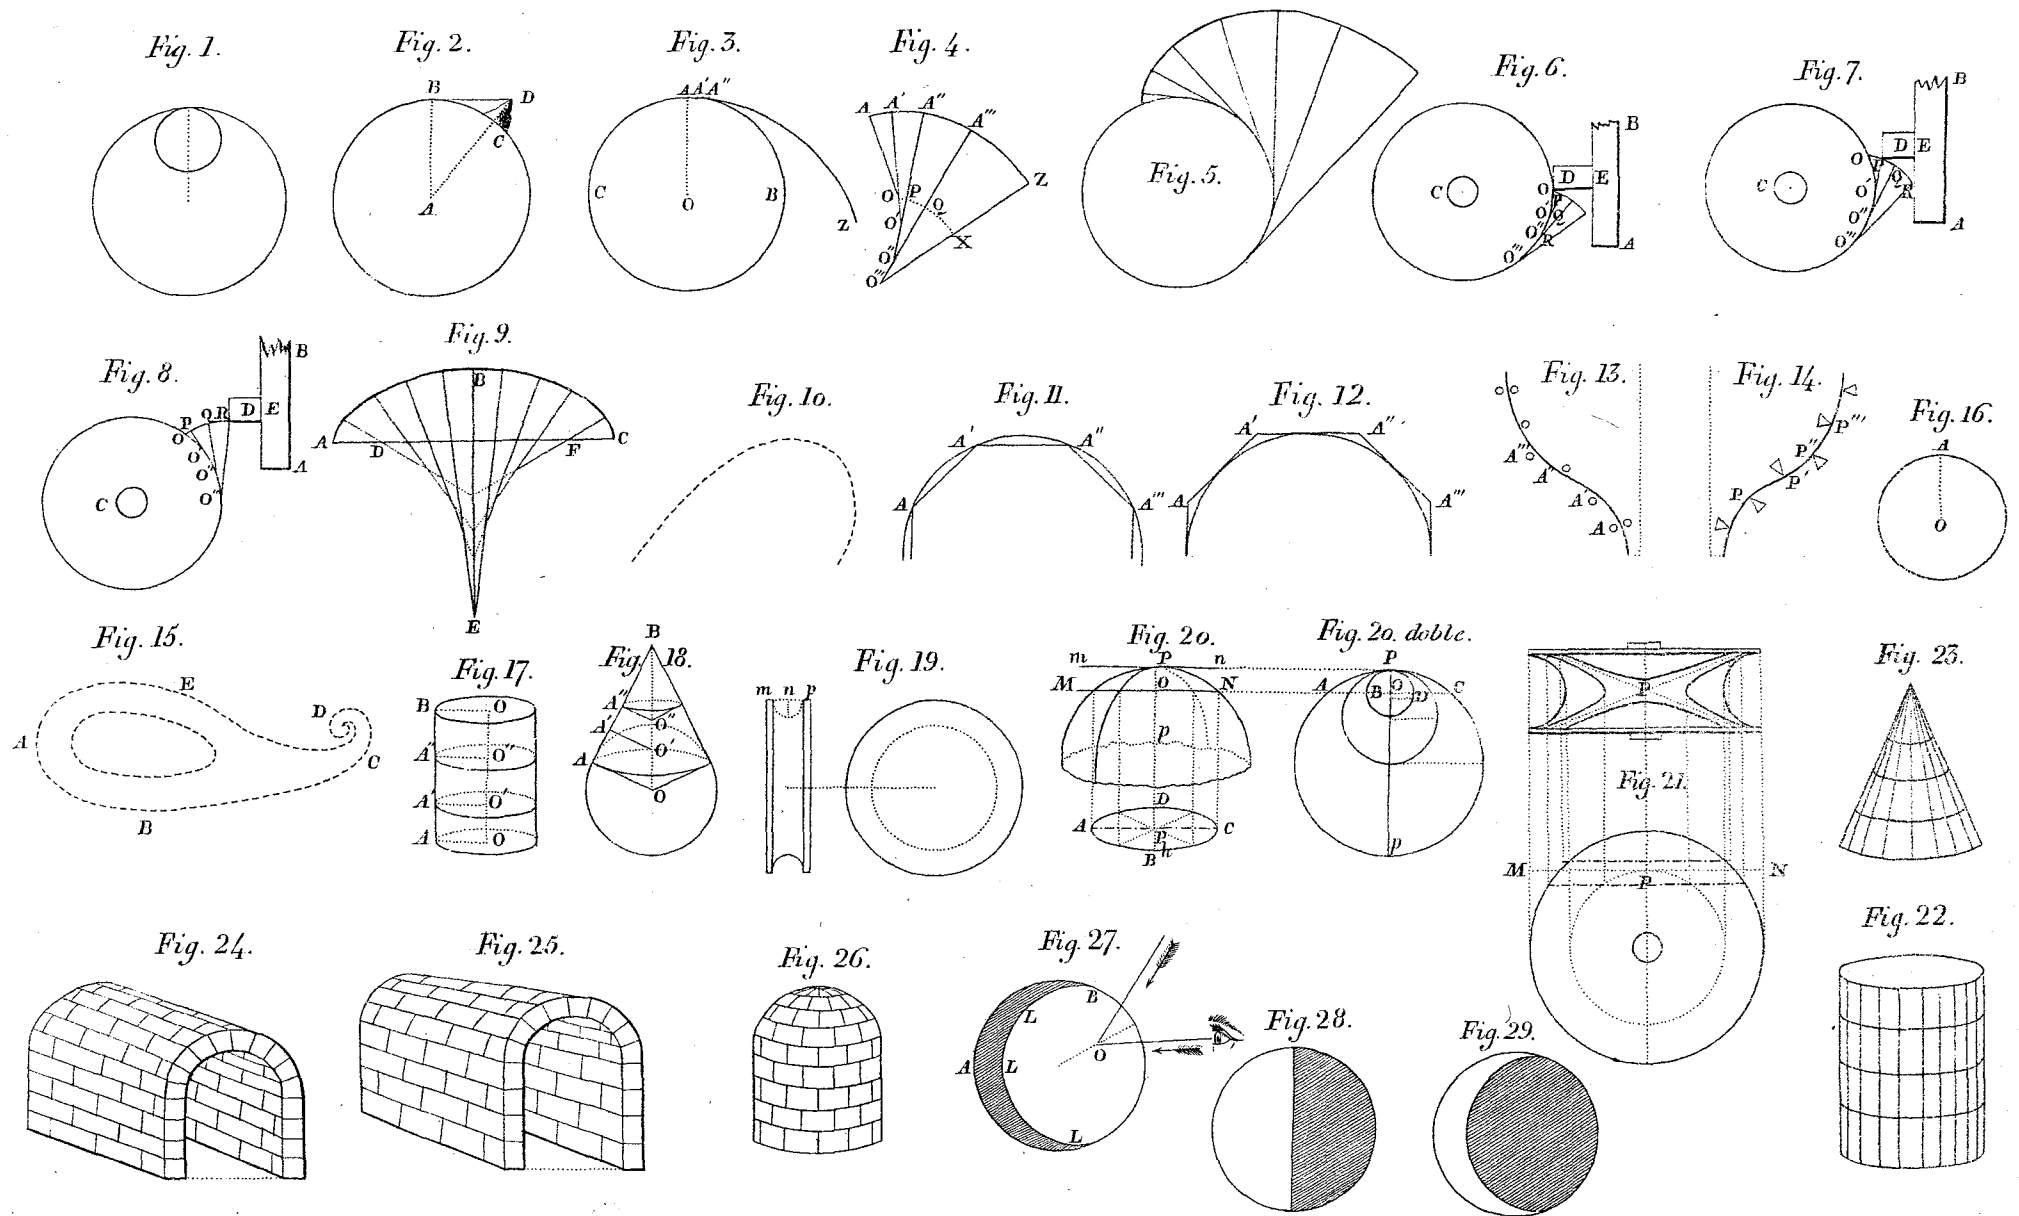 Fig. 1.
Fig. 2.
B
D
C
A
Fig. 3.
A A' A"
C
B
O
Z
Fig. 4.
A A' A" A'''
O P
O' Q
Z
X
O"
O'''
Fig. 5.
Fig. 6.
B
D E
C
O
O' P
O" Q
R
O'''
A
Fig. 7.
B
D E
O P
C
O' Q
R
O"
O'''
A
Fig. 8.
B
P Q R D E
O
O'
O"
A
C
O'''
Fig. 9.
B
A
C
D
F
E
Fig. 10.
Fig. 11.
A' A"
A A'''
Fig. 12.
A' A"
A A'''
Fig. 13.
A'''
A"
A'
A
Fig. 14.
P'''
P"
P'
P
Fig. 16.
A
O
Fig. 15.
E
D
A
C
B
Fig. 17.
B O
A" O"
A' O'
A O
Fig. 18.
B
A"
O"
A'
O'
A
O
Fig. 19.
m n p
Fig. 20.
m P n
M O N
p
D
A P C
B h
Fig. 20. doble.
P
A B O D C
p
Fig. 21.
P
M N
P
Fig. 23.
Fig. 22.
Fig. 24.
Fig. 25.
Fig. 26.
Fig. 27.
B
L
A L
O
L
Fig. 28.
Fig. 29.